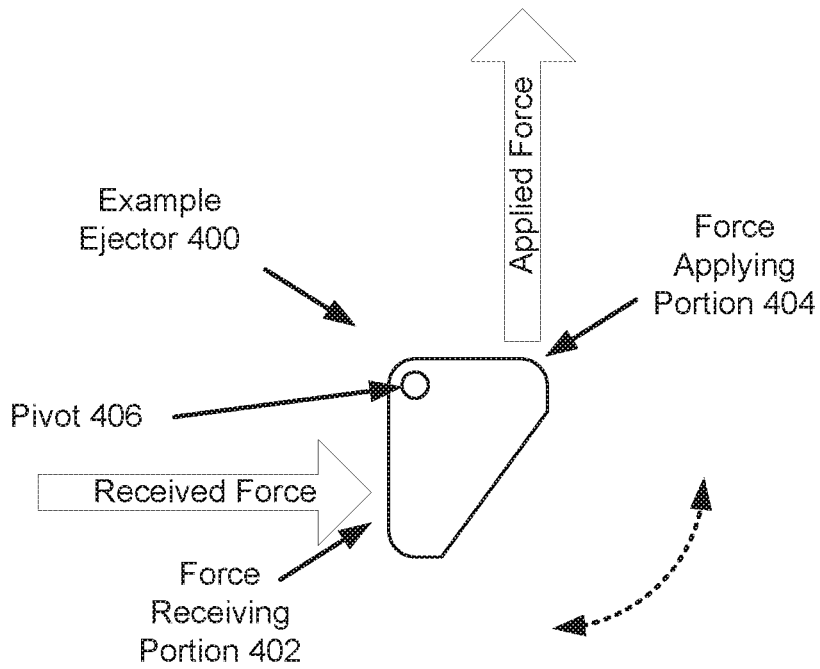 Applied Force
Example
Ejector 400
Force
Applying
Portion 404
Pivot 406
Received Force
Force
Receiving
Portion 402